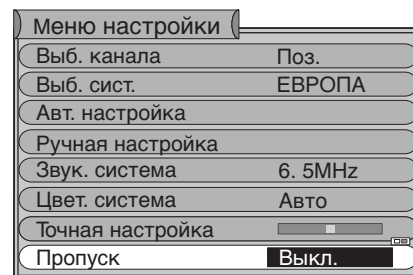 Меню настройки
Выб. канала Поз.
Выб. сист. ЕВРОПА
Авт. настройка
Ручная настройка
Звук. система 6. 5MHz
Цвет. система Авто
Точная настройка
Пропуск Выкл.